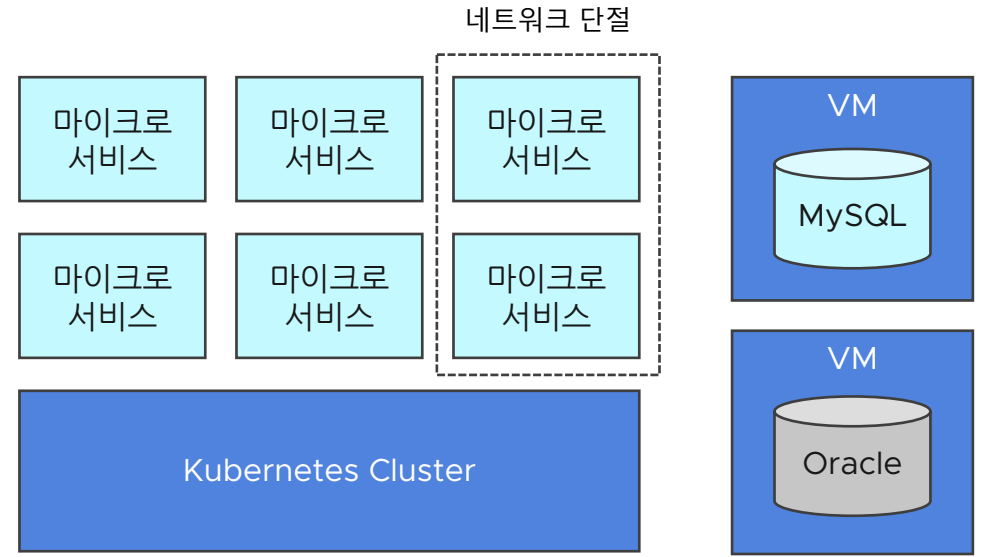 네트워크 단절
마이크로
서비스
마이크로
서비스
마이크로
서비스
마이크로
서비스
마이크로
서비스
마이크로
서비스
Kubernetes Cluster
VM
MySQL
VM
Oracle